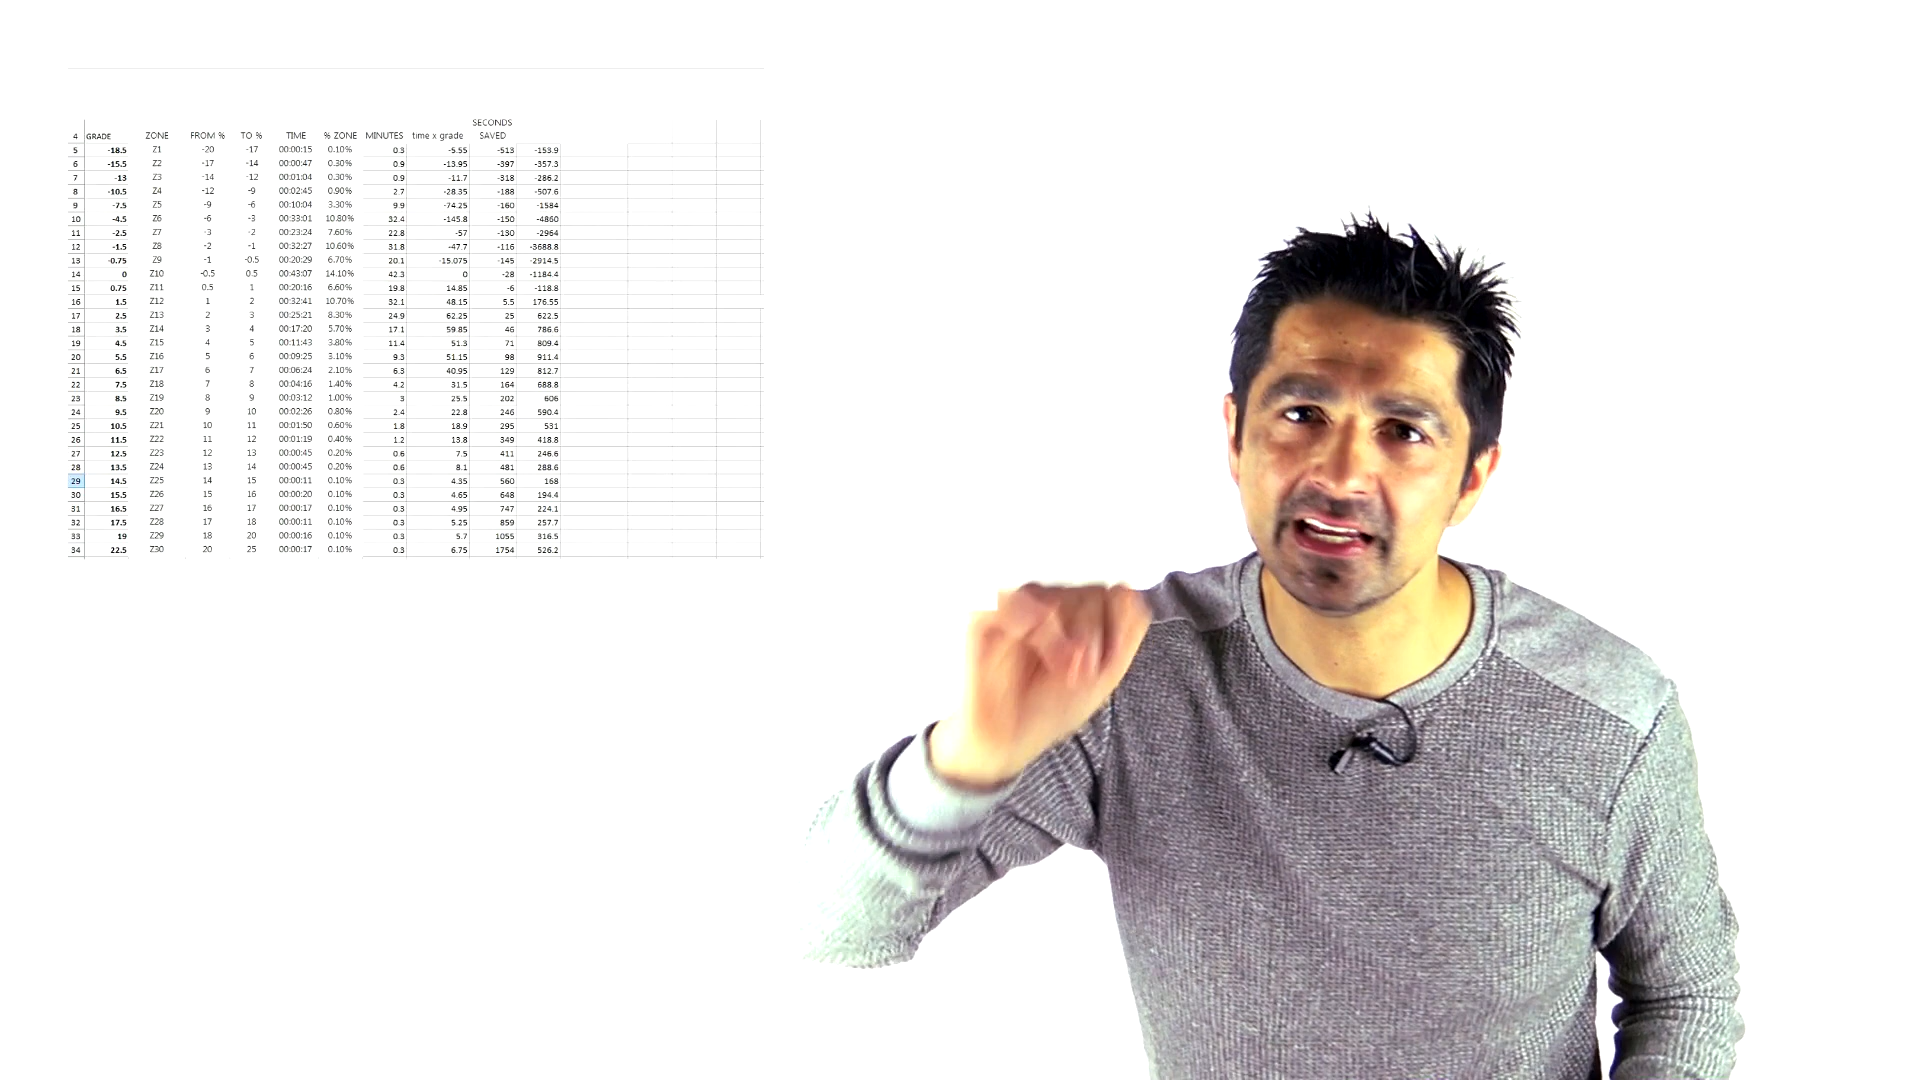 SECONDS
4 GRADE ZONE FROM % TO % TIME % ZONE MINUTES time x grade SAVED
5 -18.5 Z1 -20 -17 00:00:15 0.10% 0.3 -5.55 -513 -153.9
6 -15.5 Z2 -17 -14 00:00:47 0.30% 0.9 -13.95 -397 -357.3
7 -13 Z3 -14 -12 00:01:04 0.30% 0.9 -11.7 -318 -286.2
8 -10.5 Z4 -12 -9 00:02:45 0.90% 2.7 -28.35 -188 -507.6
9 -7.5 Z5 -9 -6 00:10:04 3.30% 9.9 -74.25 -160 -1584
10 -4.5 Z6 -6 -3 00:33:01 10.80% 32.4 -145.8 -150 -4860
11 -2.5 Z7 -3 -2 00:23:24 7.60% 22.8 -57 -130 -2964
12 -1.5 Z8 -2 -1 00:32:27 10.60% 31.8 -47.7 -116 -3688.8
13 -0.75 Z9 -1 -0.5 00:20:29 6.70% 20.1 -15.075 -145 -2914.5
14 0 Z10 -0.5 0.5 00:43:07 14.10% 42.3 0 -28 -1184.4
15 0.75 Z11 0.5 1 00:20:16 6.60% 19.8 14.85 -6 -118.8
16 1.5 Z12 1 2 00:32:41 10.70% 32.1 48.15 5.5 176.55
17 2.5 Z13 2 3 00:25:21 8.30% 24.9 62.25 25 622.5
18 3.5 Z14 3 4 00:17:20 5.70% 17.1 59.85 46 786.6
19 4.5 Z15 4 5 00:11:43 3.80% 11.4 51.3 71 809.4
20 5.5 Z16 5 6 00:09:25 3.10% 9.3 51.15 98 911.4
21 6.5 Z17 6 7 00:06:24 2.10% 6.3 40.95 129 812.7
22 7.5 Z18 7 8 00:04:16 1.40% 4.2 31.5 164 688.8
23 8.5 Z19 8 9 00:03:12 1.00% 3 25.5 202 606
24 9.5 Z20 9 10 00:02:26 0.80% 2.4 22.8 246 590.4
25 10.5 Z21 10 11 00:01:50 0.60% 1.8 18.9 295 531
26 11.5 Z22 11 12 00:01:19 0.40% 1.2 13.8 349 418.8
27 12.5 Z23 12 13 00:00:45 0.20% 0.6 7.5 411 246.6
28 13.5 Z24 13 14 00:00:45 0.20% 0.6 8.1 481 288.6
29 14.5 Z25 14 15 00:00:11 0.10% 0.3 4.35 560 168
30 15.5 Z26 15 16 00:00:20 0.10% 0.3 4.65 648 194.4
31 16.5 Z27 16 17 00:00:17 0.10% 0.3 4.95 747 224.1
32 17.5 Z28 17 18 00:00:11 0.10% 0.3 5.25 859 257.7
33 19 Z29 18 20 00:00:16 0.10% 0.3 5.7 1055 316.5
34 22.5 Z30 20 25 00:00:17 0.10% 0.3 6.75 1754 526.2